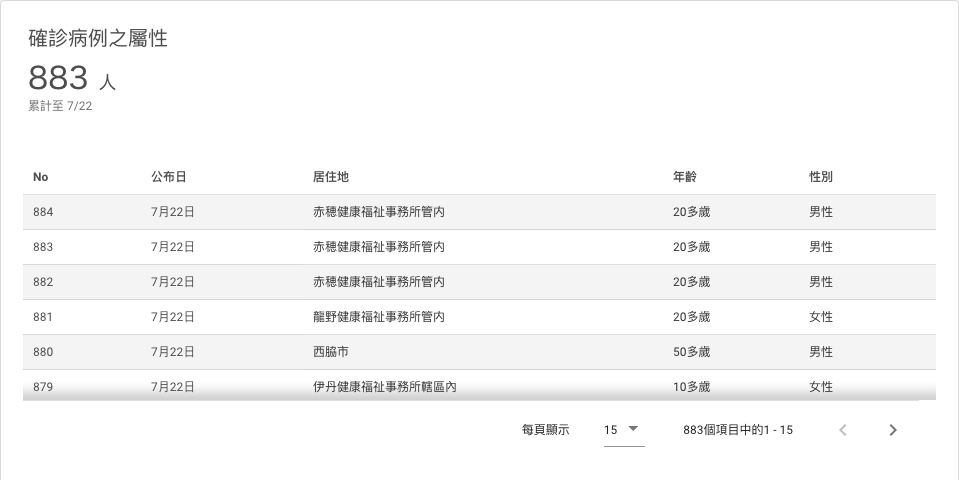 確診病例之屬性
883 人
累計至 7/22
No 公布日 居住地 年齡 性別
884 7月22日 赤穂健康福祉事務所管内 20多歲 男性
883 7月22日 赤穂健康福祉事務所管内 20多歲 男性
882 7月22日 赤穂健康福祉事務所管内 20多歲 男性
881 7月22日 龍野健康福祉事務所管内 20多歲 女性
880 7月22日 西脇市 50多歲 男性
879 7月22日 伊丹健康福祉事務所轄區內 10多歲 女性
每頁顯示 15 883個項目中的1 - 15